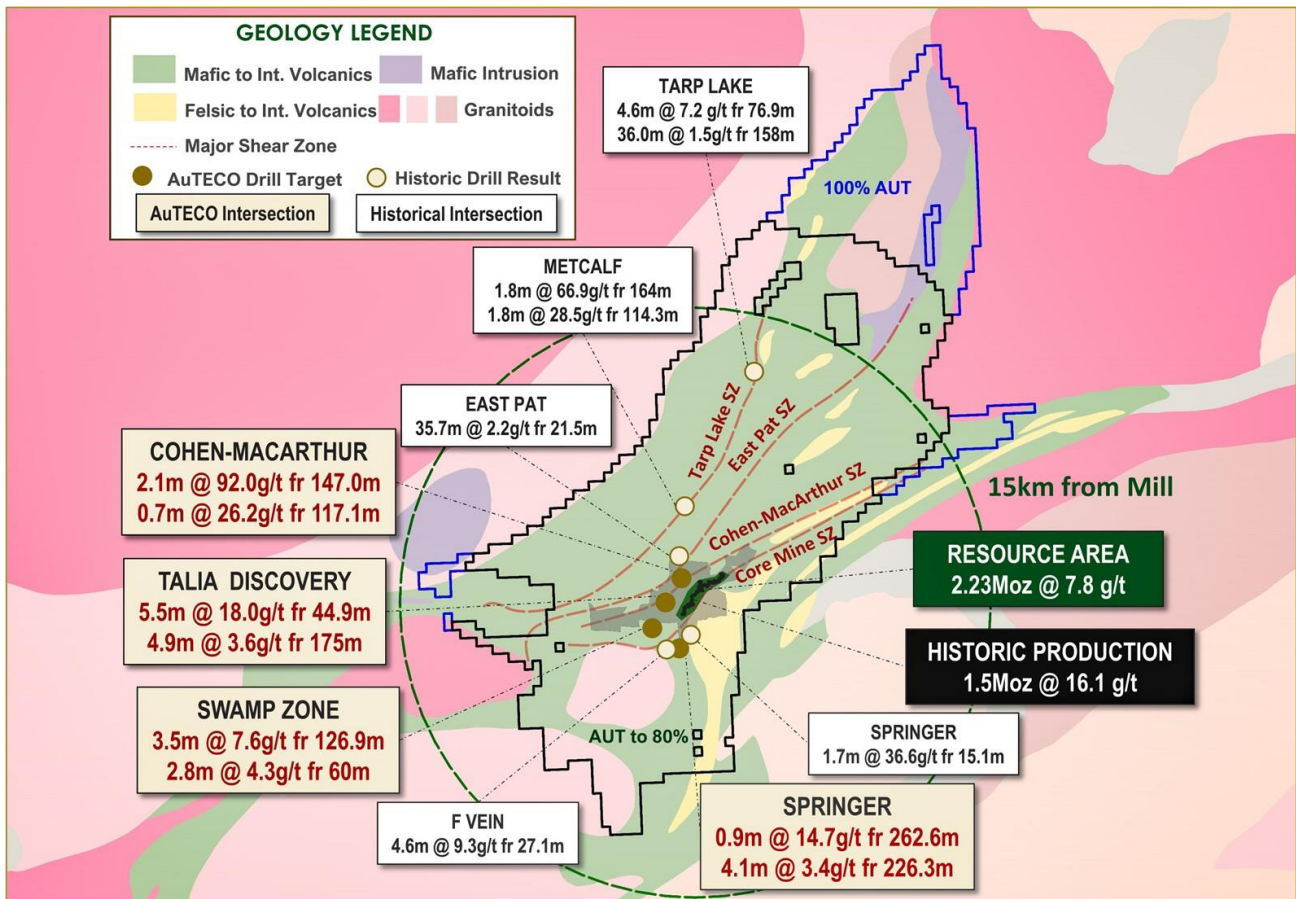 GEOLOGY LEGEND
Mafic to Int. Volcanics
Mafic Intrusion
Felsic to Int. Volcanics
Granitoids
Major Shear Zone
AuTECO Drill Target
Historic Drill Result
AuTECO Intersection
Historical Intersection
TARP LAKE
4.6m @ 7.2 g/t fr 76.9m
36.0m @ 1.5g/t fr 158m
100% AUT
METCALF
1.8m @ 66.9g/t fr 164m
1.8m @ 28.5g/t fr 114.3m
EAST PAT
35.7m @ 2.2g/t fr 21.5m
Tarp Lake SZ
East Pat SZ
COHEN-MACARTHUR
2.1m @ 92.0g/t fr 147.0m
0.7m @ 26.2g/t fr 117.1m
Cohen-MacArthur SZ
Core Mine SZ
15km from Mill
RESOURCE AREA
2.23Moz @ 7.8 g/t
TALIA DISCOVERY
5.5m @ 18.0g/t fr 44.9m
4.9m @ 3.6g/t fr 175m
HISTORIC PRODUCTION
1.5Moz @ 16.1 g/t
SWAMP ZONE
3.5m @ 7.6g/t fr 126.9m
2.8m @ 4.3g/t fr 60m
AUT to 80%
SPRINGER
1.7m @ 36.6g/t fr 15.1m
F VEIN
4.6m @ 9.3g/t fr 27.1m
SPRINGER
0.9m @ 14.7g/t fr 262.6m
4.1m @ 3.4g/t fr 226.3m